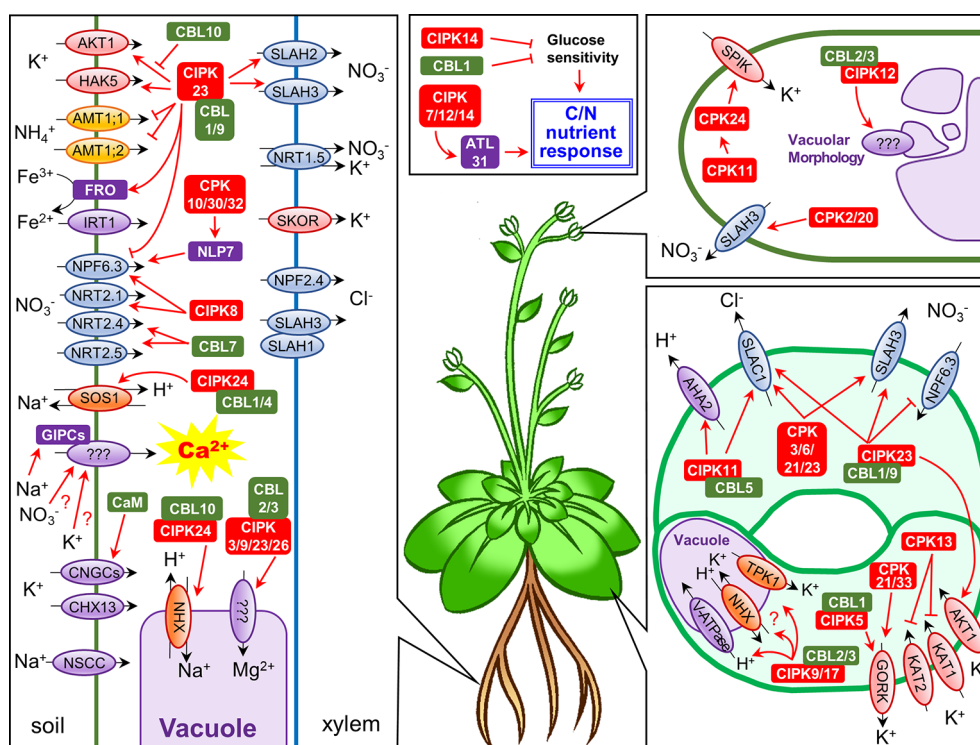 CBL10
AKT1
K⁺
HAK5
CIPK
23
CBL
1/9
AMT1;1
NH₄⁺
AMT1;2
Fe³⁺
FRO
Fe²⁺
IRT1
CPK
10/30/32
NLP7
NPF6.3
NRT2.1
NO₃⁻
NRT2.4
NRT2.5
CIPK8
CBL7
SLAH2
NO₃⁻
SLAH3
NRT1.5
NO₃⁻
K⁺
SKOR
K⁺
NPF2.4
Cl⁻
SLAH3
SLAH1
H⁺
SOS1
Na⁺
CIPK24
CBL1/4
GIPCs
???
Ca²⁺
Na⁺
NO₃⁻
?
?
K⁺
CaM
CBL10
CIPK24
CBL
2/3
CIPK
3/9/23/26
CNGCs
K⁺
CHX13
Na⁺
NSCC
H⁺
NHX
Na⁺
???
Mg²⁺
soil
Vacuole
xylem
CIPK14
CBL1
Glucose
sensitivity
CIPK
7/12/14
ATL
31
C/N
nutrient
response
SPIK
K⁺
CPK24
CPK11
CBL2/3
CIPK12
???
Vacuolar
Morphology
SLAH3
CPK2/20
NO₃⁻
Cl⁻
NO₃⁻
H⁺
AHA2
SLAC1
SLAH3
NPF6.3
CIPK11
CBL5
CPK
3/6/
21/23
CIPK23
CBL1/9
Vacuole
K⁺
TPK1
K⁺
H⁺
NHX
V-ATPase
H⁺
?
CBL2/3
CIPK9/17
CPK13
CPK
21/33
CBL1
CIPK5
GORK
K⁺
KAT2
KAT1
K⁺
AKT1
K